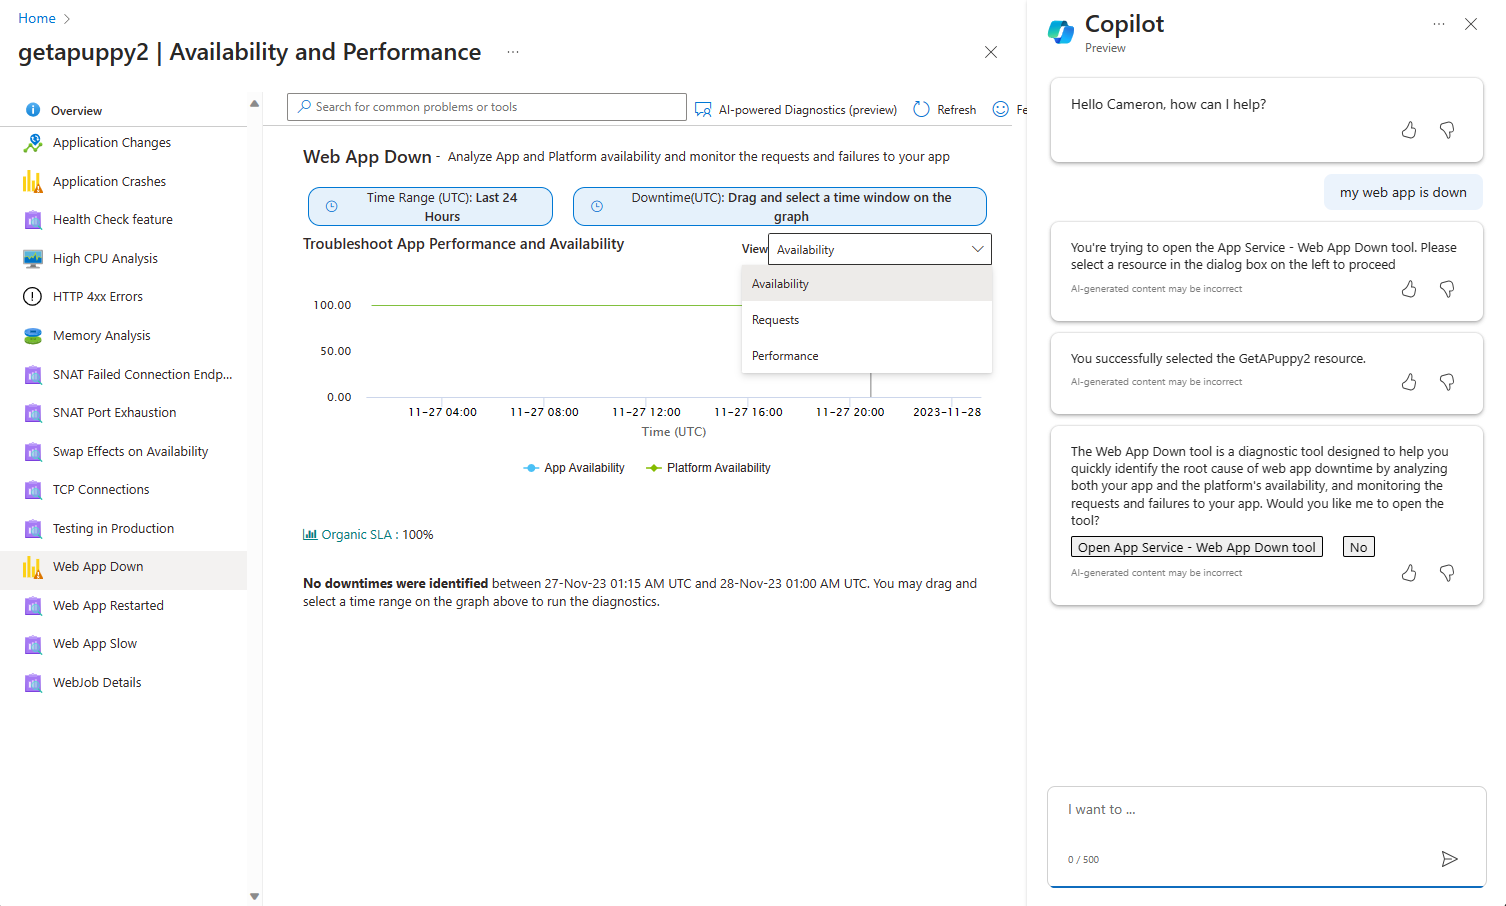 Home
getapuppy2 | Availability and Performance
Overview
Application Changes
Application Crashes
Health Check feature
High CPU Analysis
HTTP 4xx Errors
Memory Analysis
SNAT Failed Connection Endp...
SNAT Port Exhaustion
Swap Effects on Availability
TCP Connections
Testing in Production
Web App Down
Web App Restarted
Web App Slow
WebJob Details
Search for common problems or tools
AI-powered Diagnostics (preview)
Refresh
Fe
Web App Down - Analyze App and Platform availability and monitor the requests and failures to your app
Time Range (UTC): Last 24
Hours
Downtime(UTC): Drag and select a time window on the
graph
Troubleshoot App Performance and Availability
View
Availability
Availability
Requests
Performance
100.00
50.00
0.00
11-27 04:00
11-27 08:00
11-27 12:00
11-27 16:00
11-27 20:00
2023-11-28
Time (UTC)
App Availability
Platform Availability
Organic SLA : 100%
No downtimes were identified between 27-Nov-23 01:15 AM UTC and 28-Nov-23 01:00 AM UTC. You may drag and
select a time range on the graph above to run the diagnostics.
Copilot
Preview
Hello Cameron, how can I help?
my web app is down
You're trying to open the App Service - Web App Down tool. Please
select a resource in the dialog box on the left to proceed
AI-generated content may be incorrect
You successfully selected the GetAPuppy2 resource.
AI-generated content may be incorrect
The Web App Down tool is a diagnostic tool designed to help you
quickly identify the root cause of web app downtime by analyzing
both your app and the platform's availability, and monitoring the
requests and failures to your app. Would you like me to open the
tool?
Open App Service - Web App Down tool
No
AI-generated content may be incorrect
I want to ...
0 / 500